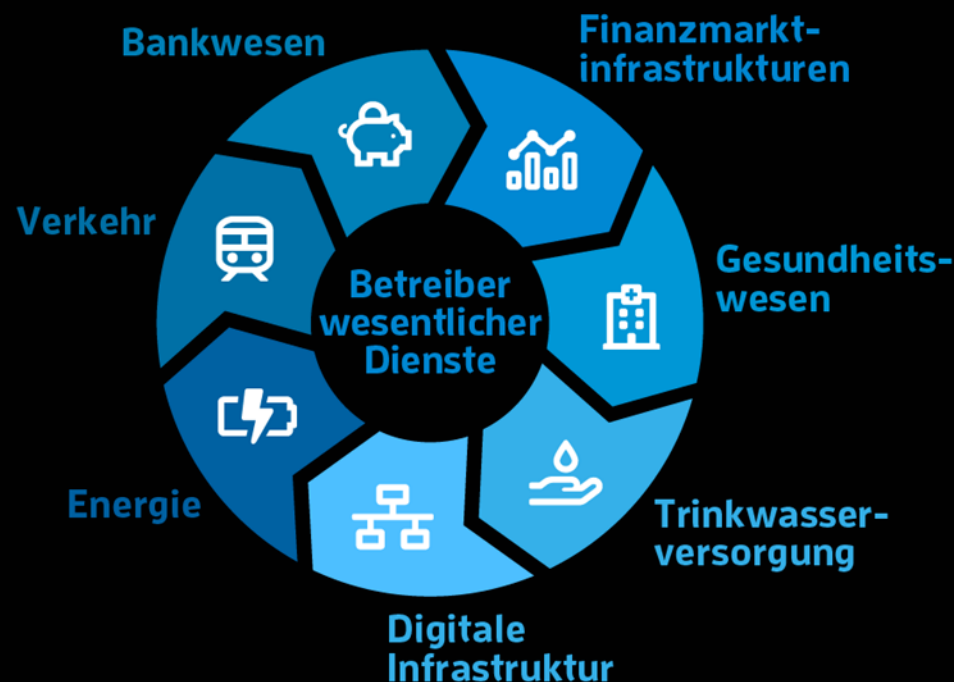 Bankwesen
Finanzmarkt-
infrastrukturen
Verkehr
Gesundheits-
wesen
Betreiber
wesentlicher
Dienste
Energie
Trinkwasser-
versorgung
Digitale
Infrastruktur